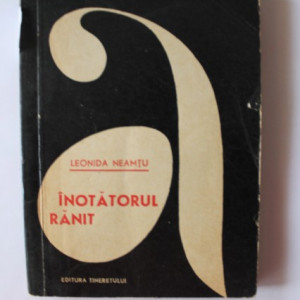 a
LEONIDA NEAMȚU
ÎNOTĂTORUL
RĂNIT
EDITURA TINERETULUI